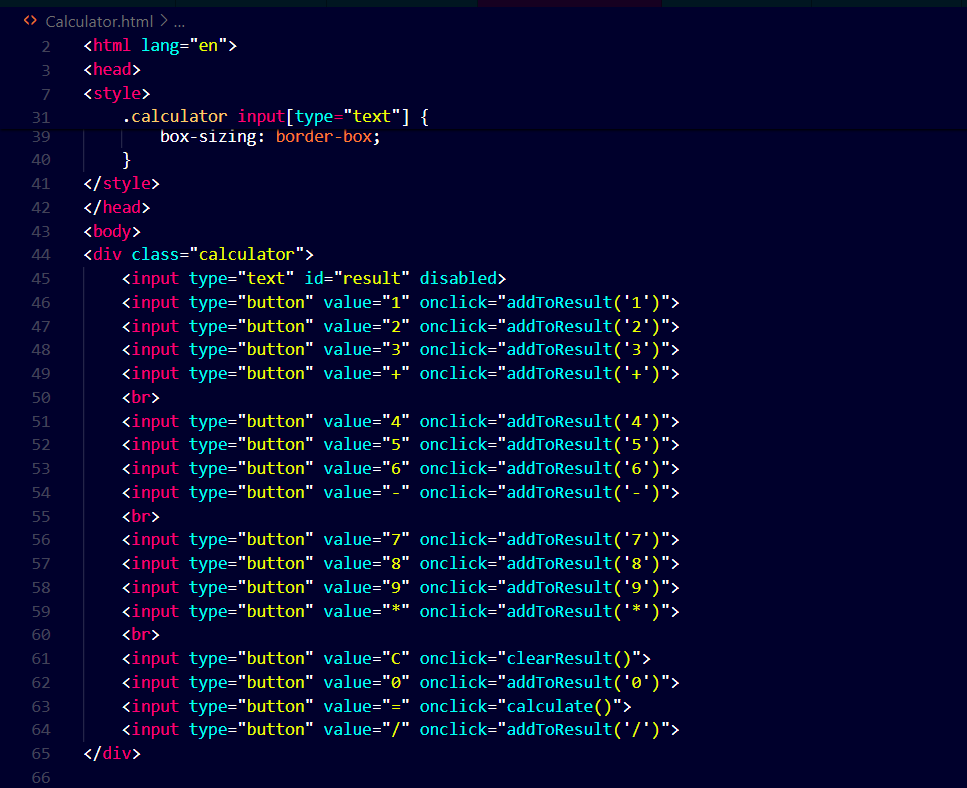 <> Calculator.html > ...
2 <html lang="en">
3 <head>
7 <style>
31 .calculator input[type="text"] {
39 box-sizing: border-box;
40 }
41 </style>
42 </head>
43 <body>
44 <div class="calculator">
45 <input type="text" id="result" disabled>
46 <input type="button" value="1" onclick="addToResult('1')">
47 <input type="button" value="2" onclick="addToResult('2')">
48 <input type="button" value="3" onclick="addToResult('3')">
49 <input type="button" value="+" onclick="addToResult('+')">
50 <br>
51 <input type="button" value="4" onclick="addToResult('4')">
52 <input type="button" value="5" onclick="addToResult('5')">
53 <input type="button" value="6" onclick="addToResult('6')">
54 <input type="button" value="-" onclick="addToResult('-')">
55 <br>
56 <input type="button" value="7" onclick="addToResult('7')">
57 <input type="button" value="8" onclick="addToResult('8')">
58 <input type="button" value="9" onclick="addToResult('9')">
59 <input type="button" value="*" onclick="addToResult('*')">
60 <br>
61 <input type="button" value="C" onclick="clearResult()">
62 <input type="button" value="0" onclick="addToResult('0')">
63 <input type="button" value="=" onclick="calculate()">
64 <input type="button" value="/" onclick="addToResult('/')">
65 </div>
66